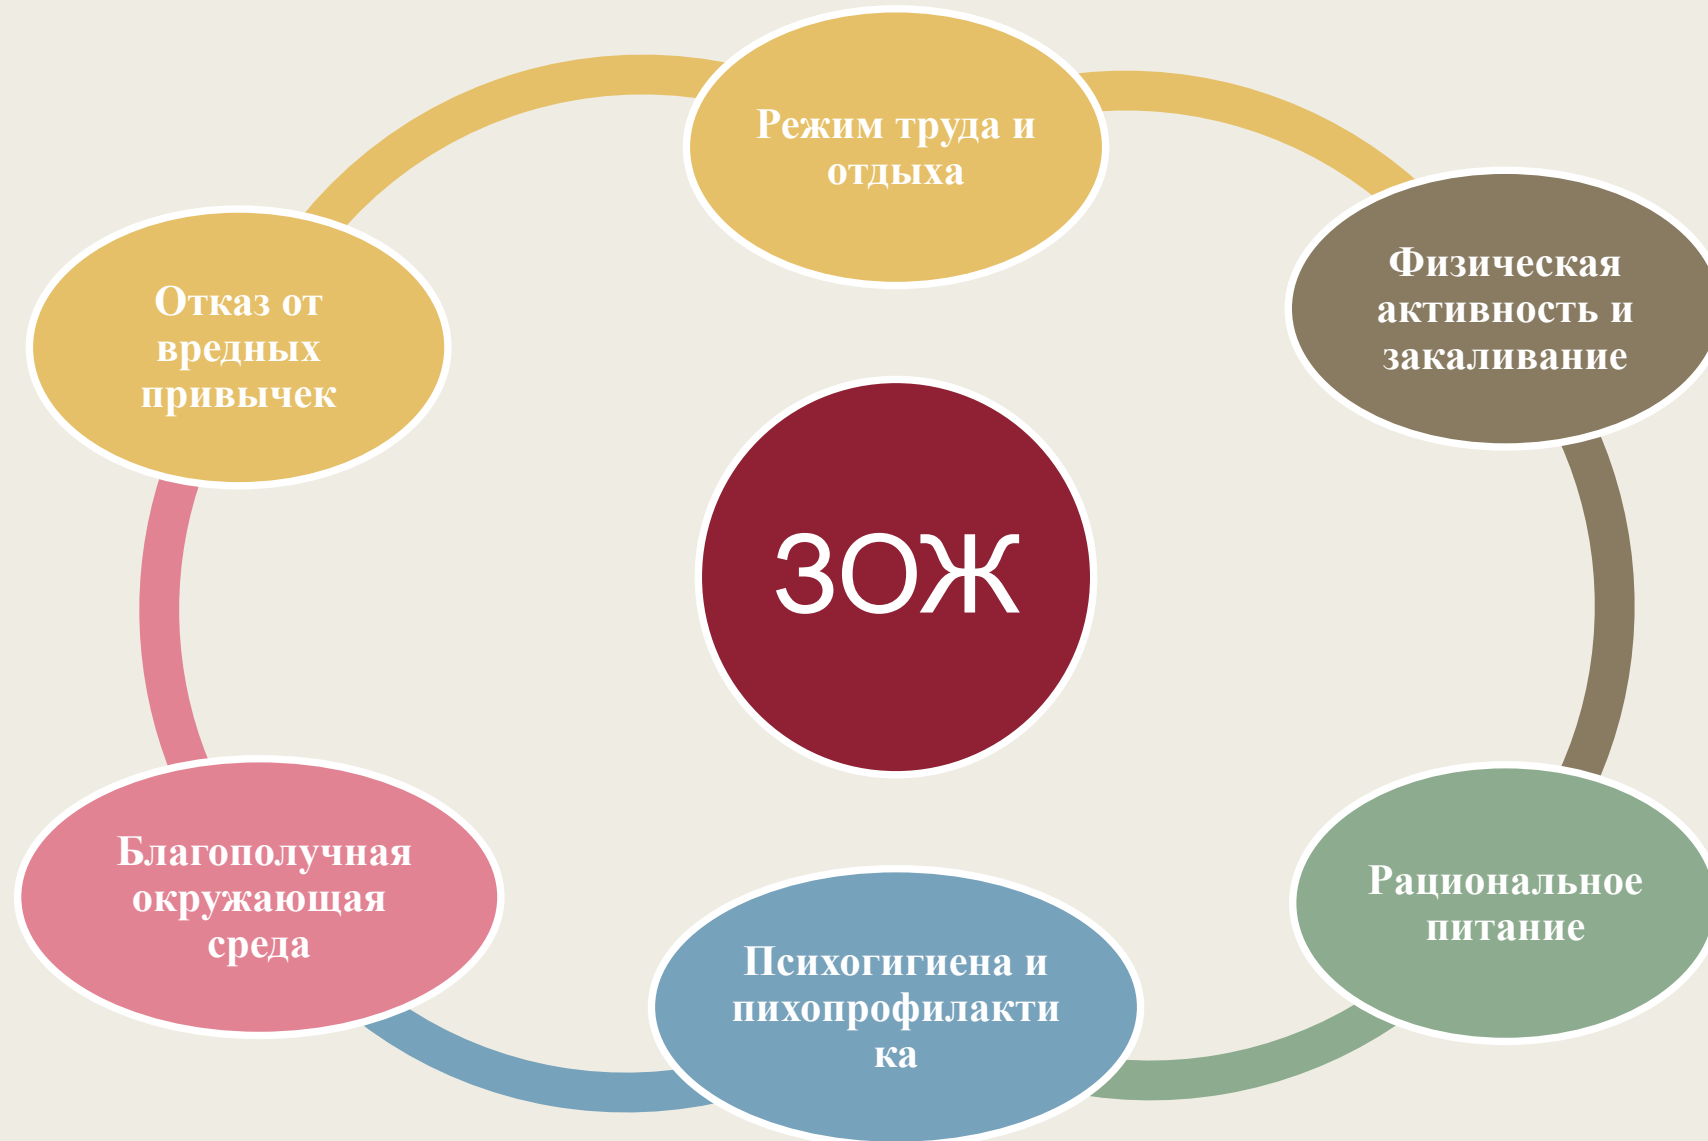 Режим труда и
отдыха
Физическая
активность и
закаливание
Рациональное
питание
Психогигиена и
пихопрофилакти
ка
Благополучная
окружающая
среда
Отказ от
вредных
привычек
ЗОЖ